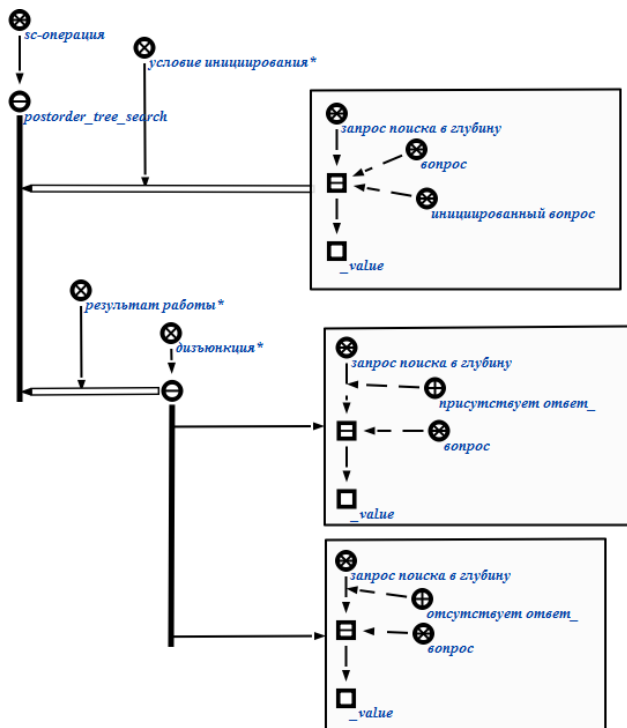 sc-операция
условие инициирования*
postorder_tree_search
запрос поиска в глубину
вопрос
инициированный вопрос
_value
результат работы*
дизъюнкция*
запрос поиска в глубину
присутствует ответ_
вопрос
_value
запрос поиска в глубину
отсутствует ответ_
вопрос
_value